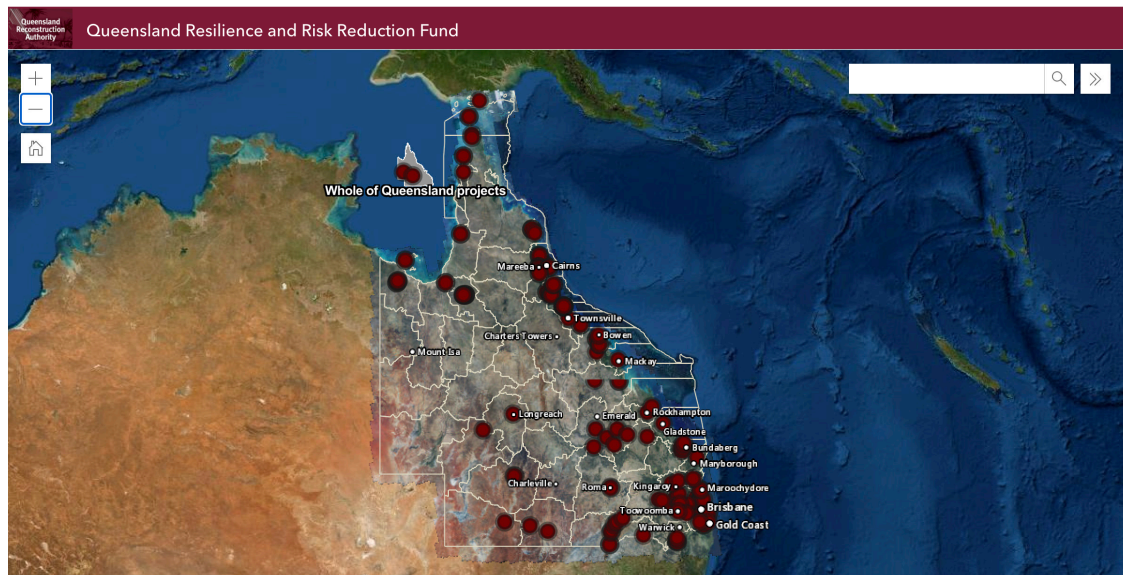 Queensland
Reconstruction
Authority
Queensland Resilience and Risk Reduction Fund
Whole of Queensland projects
Mareeba
Cairns
Townsville
Charters Towers
Bowen
Mount Isa
Mackay
Longreach
Emerald
Rockhampton
Gladstone
Bundaberg
Maryborough
Charleville
Roma
Kingaroy
Maroochydore
Toowoomba
Brisbane
Warwick
Gold Coast